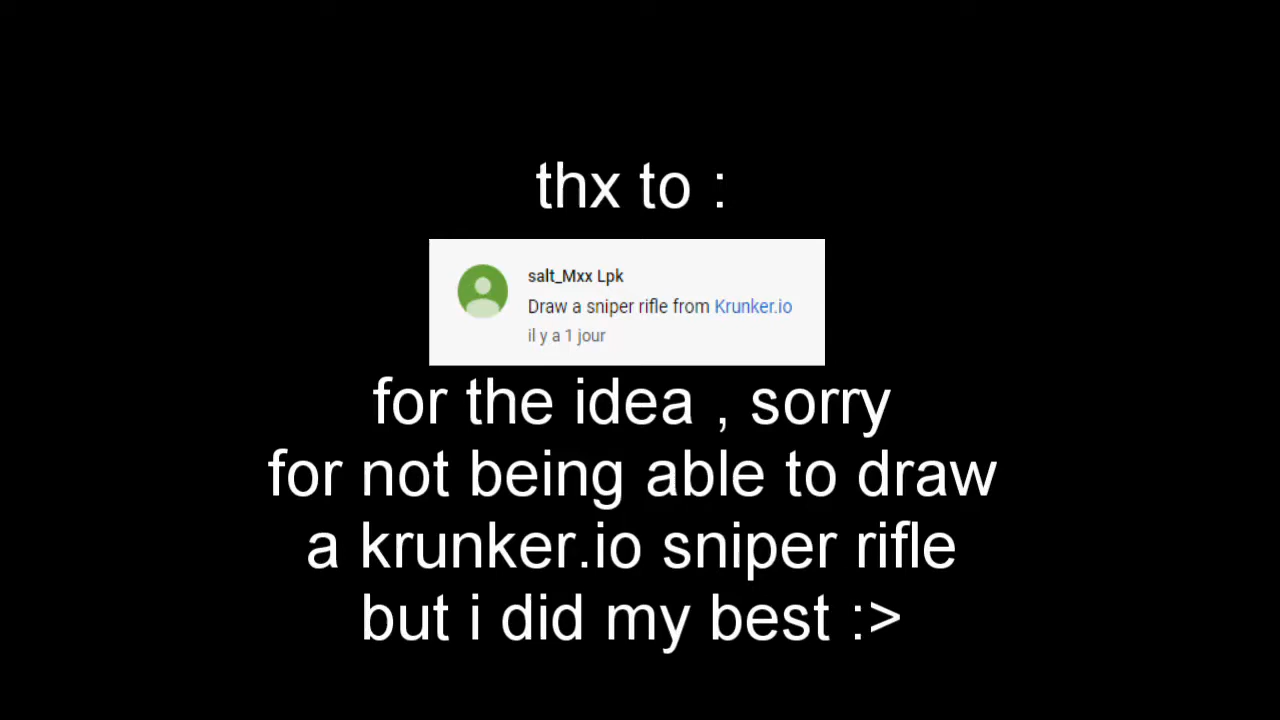 thx to :
salt_Mxx Lpk
Draw a sniper rifle from Krunker.io
il y a 1 jour
for the idea , sorry
for not being able to draw
a krunker.io sniper rifle
but i did my best :>